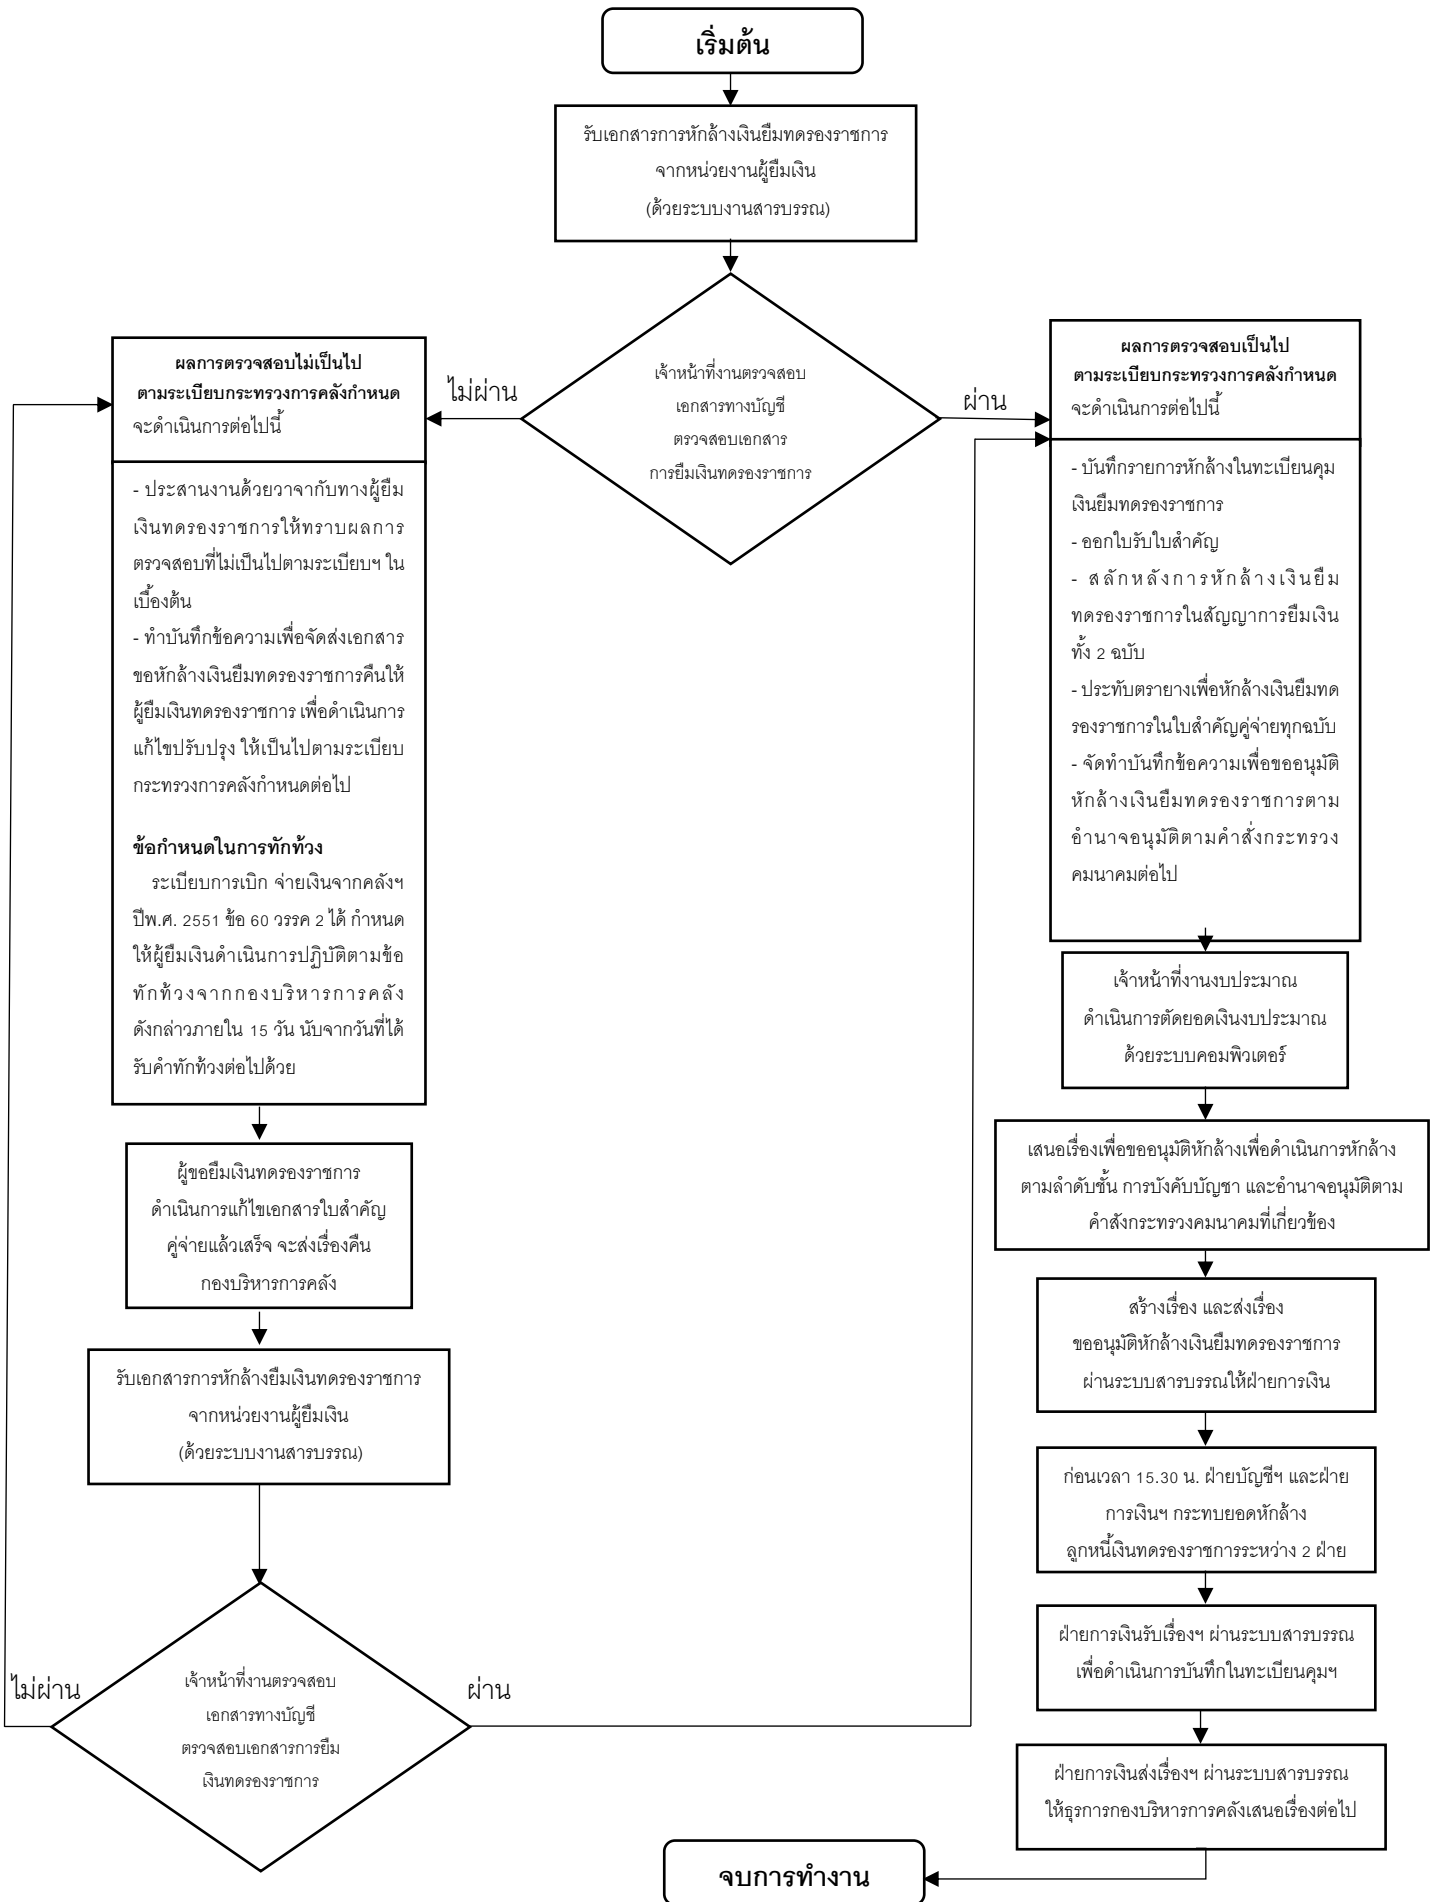 เริ่มต้น
รับเอกสารการหักล้างเงินยืมทดรองราชการ
จากหน่วยงานผู้ยืมเงิน
(ด้วยระบบงานสารบรรณ)
เจ้าหน้าที่งานตรวจสอบ
เอกสารทางบัญชี
ตรวจสอบเอกสาร
การยืมเงินทดรองราชการ
ไม่ผ่าน
ผ่าน
ผลการตรวจสอบไม่เป็นไป
ตามระเบียบกระทรวงการคลังกำหนด
จะดำเนินการต่อไปนี้
- ประสานงานด้วยวาจากับทางผู้ยืม
เงินทดรองราชการให้ทราบผลการ
ตรวจสอบที่ไม่เป็นไปตามระเบียบฯ ใน
เบื้องต้น
- ทำบันทึกข้อความเพื่อจัดส่งเอกสาร
ขอหักล้างเงินยืมทดรองราชการคืนให้
ผู้ยืมเงินทดรองราชการ เพื่อดำเนินการ
แก้ไขปรับปรุง ให้เป็นไปตามระเบียบ
กระทรวงการคลังกำหนดต่อไป
ข้อกำหนดในการทักท้วง
ระเบียบการเบิก จ่ายเงินจากคลังฯ
ปีพ.ศ. 2551 ข้อ 60 วรรค 2 ได้ กำหนด
ให้ผู้ยืมเงินดำเนินการปฏิบัติตามข้อ
ทักท้วงจากกองบริหารการคลัง
ดังกล่าวภายใน 15 วัน นับจากวันที่ได้
รับคำทักท้วงต่อไปด้วย
ผู้ขอยืมเงินทดรองราชการ
ดำเนินการแก้ไขเอกสารใบสำคัญ
คู่จ่ายแล้วเสร็จ จะส่งเรื่องคืน
กองบริหารการคลัง
รับเอกสารการหักล้างยืมเงินทดรองราชการ
จากหน่วยงานผู้ยืมเงิน
(ด้วยระบบงานสารบรรณ)
ไม่ผ่าน
ผ่าน
เจ้าหน้าที่งานตรวจสอบ
เอกสารทางบัญชี
ตรวจสอบเอกสารการยืม
เงินทดรองราชการ
ผลการตรวจสอบเป็นไป
ตามระเบียบกระทรวงการคลังกำหนด
จะดำเนินการต่อไปนี้
- บันทึกรายการหักล้างในทะเบียนคุม
เงินยืมทดรองราชการ
- ออกใบรับใบสำคัญ
- สลักหลังการหักล้างเงินยืม
ทดรองราชการในสัญญาการยืมเงิน
ทั้ง 2 ฉบับ
- ประทับตรายางเพื่อหักล้างเงินยืมทด
รองราชการในใบสำคัญคู่จ่ายทุกฉบับ
- จัดทำบันทึกข้อความเพื่อขออนุมัติ
หักล้างเงินยืมทดรองราชการตาม
อำนาจอนุมัติตามคำสั่งกระทรวง
คมนาคมต่อไป
เจ้าหน้าที่งานงบประมาณ
ดำเนินการตัดยอดเงินงบประมาณ
ด้วยระบบคอมพิวเตอร์
เสนอเรื่องเพื่อขออนุมัติหักล้างเพื่อดำเนินการหักล้าง
ตามลำดับชั้น การบังคับบัญชา และอำนาจอนุมัติตาม
คำสังกระทรวงคมนาคมที่เกี่ยวข้อง
สร้างเรื่อง และส่งเรื่อง
ขออนุมัติหักล้างเงินยืมทดรองราชการ
ผ่านระบบสารบรรณให้ฝ่ายการเงิน
ก่อนเวลา 15.30 น. ฝ่ายบัญชีฯ และฝ่าย
การเงินฯ กระทบยอดหักล้าง
ลูกหนี้เงินทดรองราชการระหว่าง 2 ฝ่าย
ฝ่ายการเงินรับเรื่องฯ ผ่านระบบสารบรรณ
เพื่อดำเนินการบันทึกในทะเบียนคุมฯ
ฝ่ายการเงินส่งเรื่องฯ ผ่านระบบสารบรรณ
ให้ธุรการกองบริหารการคลังเสนอเรื่องต่อไป
จบการทำงาน